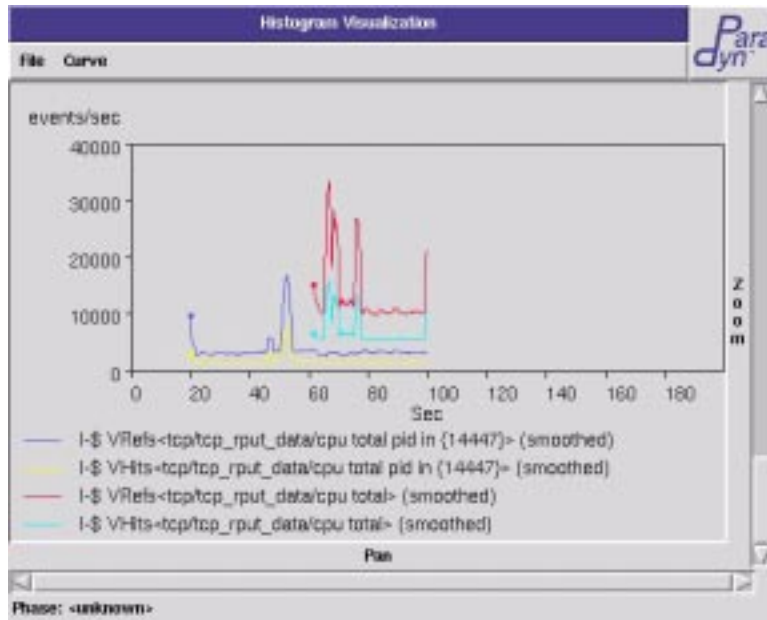 Histogram Visualization
Paradyn
File Curve
events/sec
40000
30000
20000
10000
0
0 20 40 60 80 100 120 140 160 180
Sec
Zoom
I-$ VRefs<tcp/tcp_rput_data/cpu total pid in {14447}> (smoothed)
I-$ VHits<tcp/tcp_rput_data/cpu total pid in {14447}> (smoothed)
I-$ VRefs<tcp/tcp_rput_data/cpu total> (smoothed)
I-$ VHits<tcp/tcp_rput_data/cpu total> (smoothed)
Pan
Phase: <unknown>